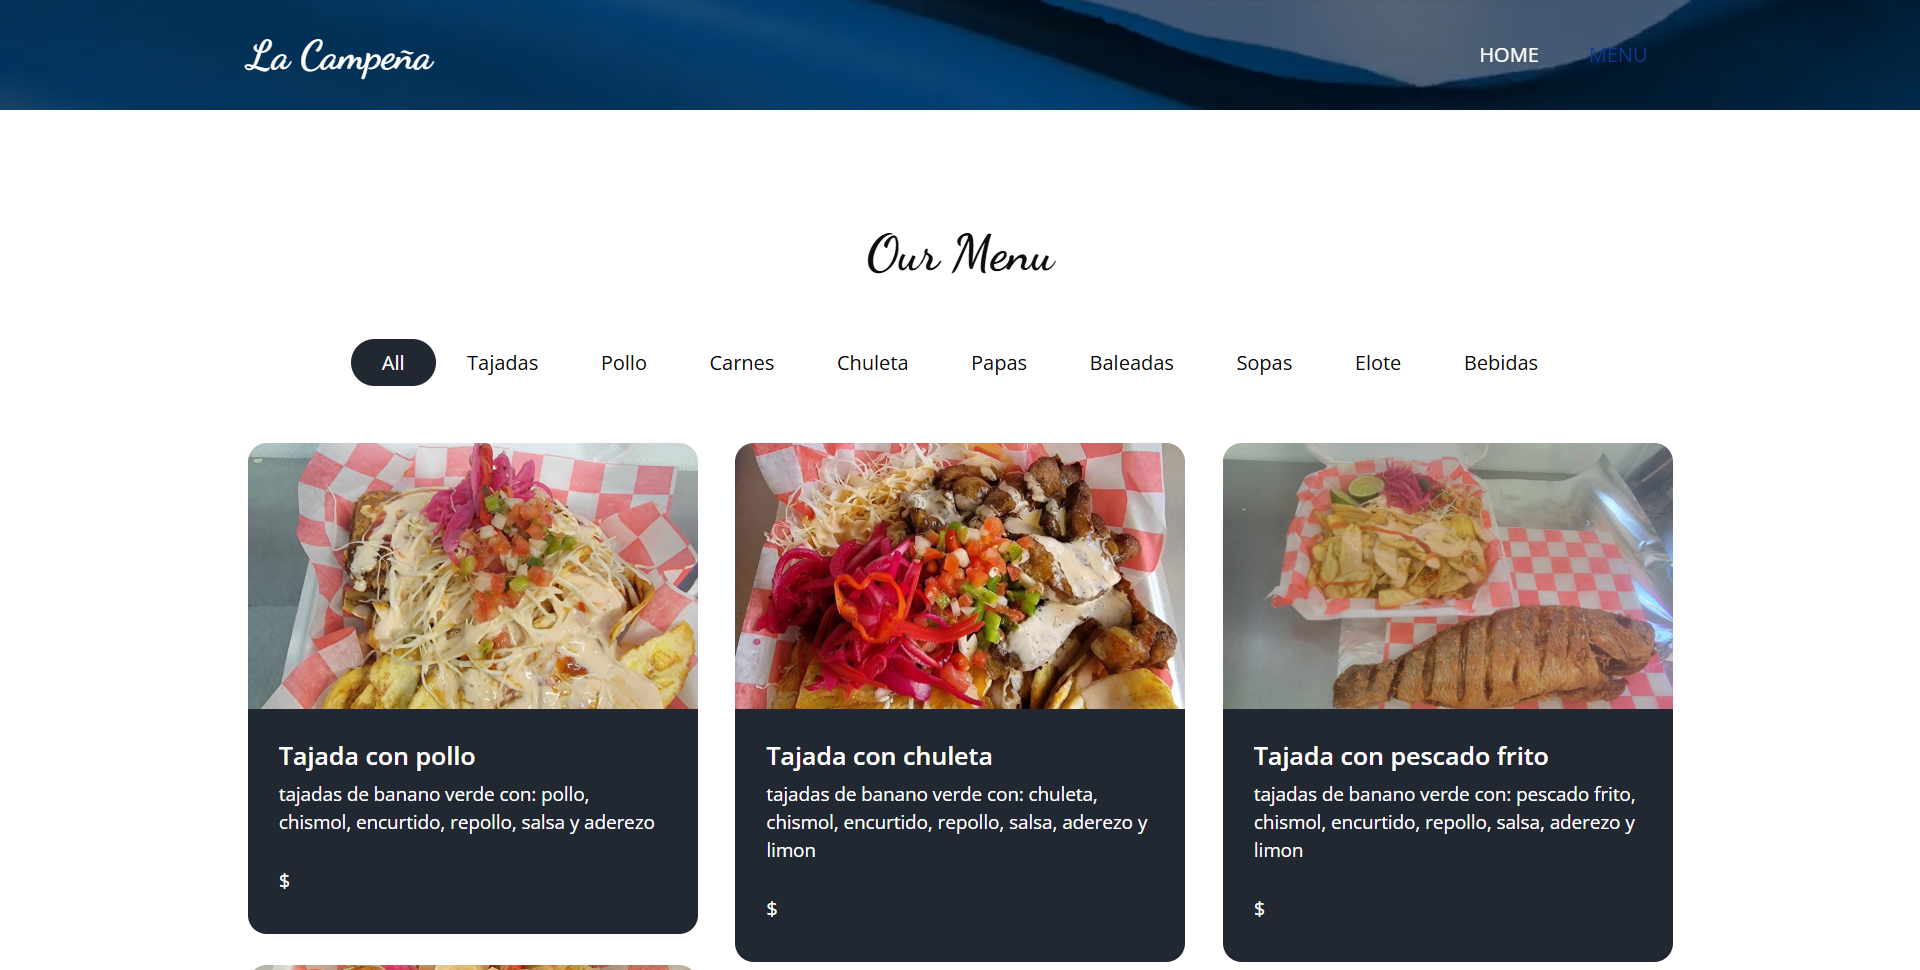 La Campeña
HOME MENU
Our Menu
All Tajadas Pollo Carnes Chuleta Papas Baleadas Sopas Elote Bebidas
Tajada con pollo
tajadas de banano verde con: pollo,
chismol, encurtido, repollo, salsa y aderezo
$
Tajada con chuleta
tajadas de banano verde con: chuleta,
chismol, encurtido, repollo, salsa, aderezo y
limon
$
Tajada con pescado frito
tajadas de banano verde con: pescado frito,
chismol, encurtido, repollo, salsa, aderezo y
limon
$